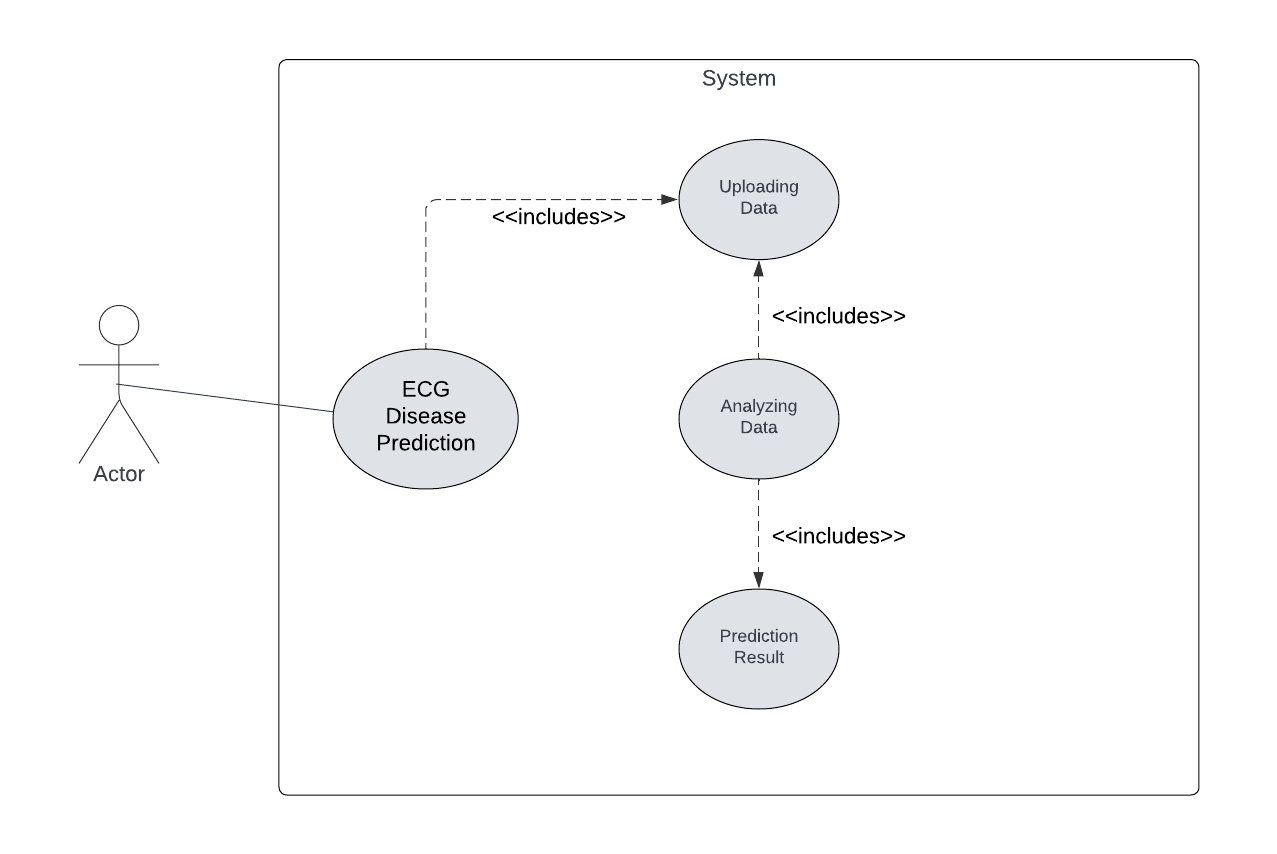 System
Uploading
Data
<<includes>>
<<includes>>
ECG
Disease
Prediction
Analyzing
Data
Actor
<<includes>>
Prediction
Result